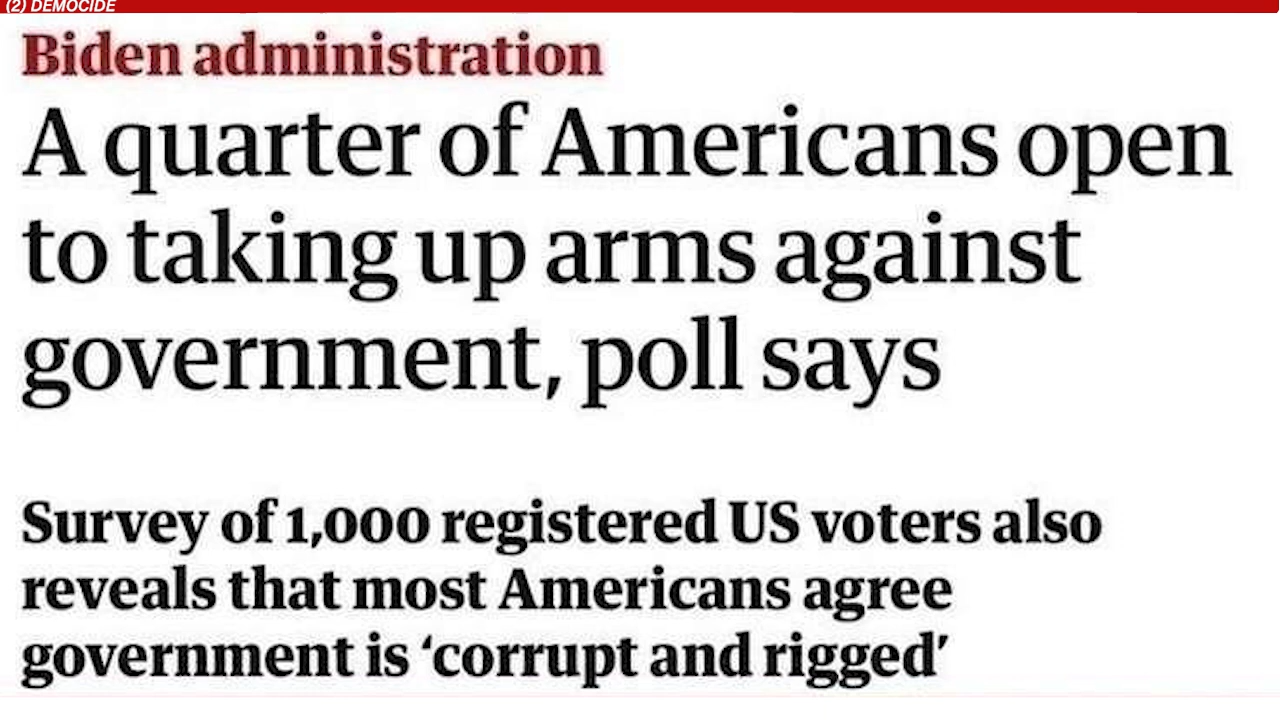 (2) DEMOCIDE
Biden administration
A quarter of Americans open
to taking up arms against
government, poll says
Survey of 1,000 registered US voters also
reveals that most Americans agree
government is ‘corrupt and rigged’